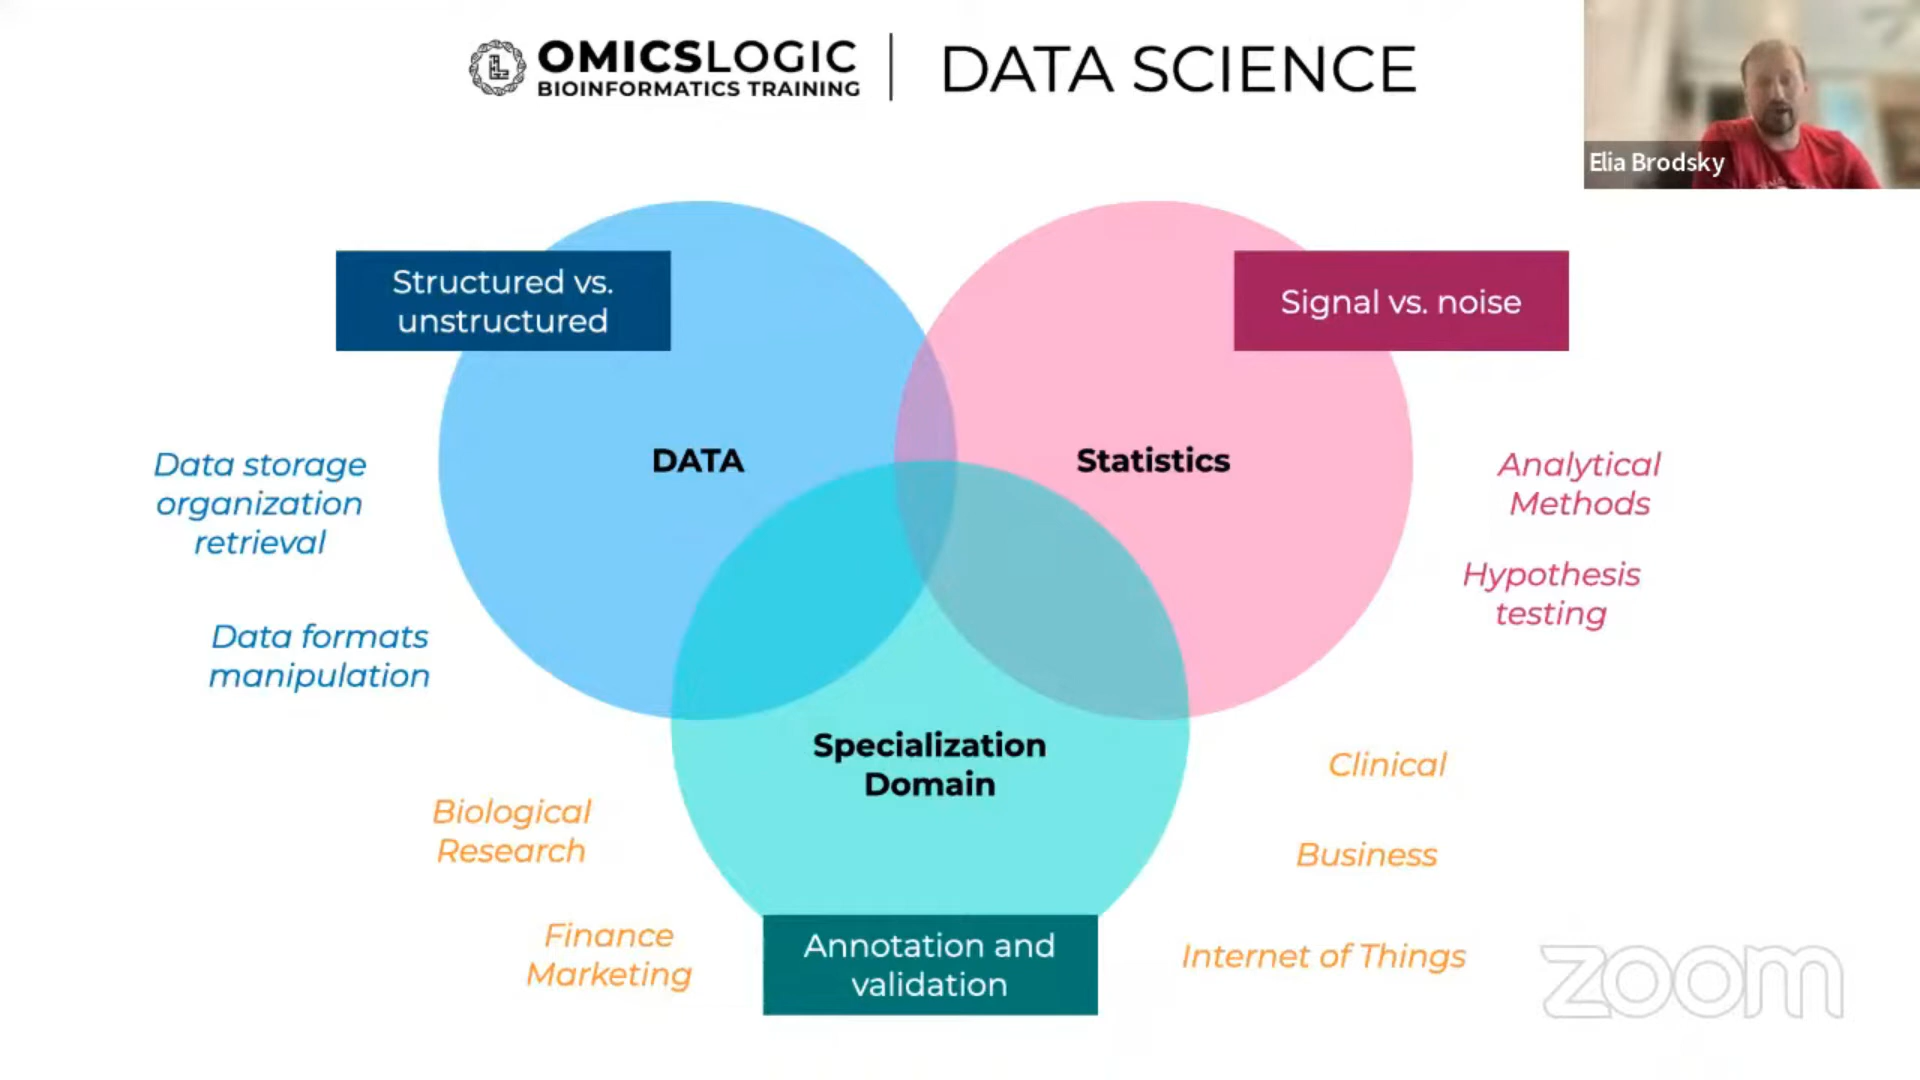 OMICSLOGIC
BIOINFORMATICS TRAINING
DATA SCIENCE
Elia Brodsky
Structured vs.
unstructured
Signal vs. noise
DATA
Statistics
Data storage
organization
retrieval
Analytical
Methods
Hypothesis
testing
Data formats
manipulation
Specialization
Domain
Clinical
Biological
Research
Business
Finance
Marketing
Annotation and
validation
Internet of Things
zoom